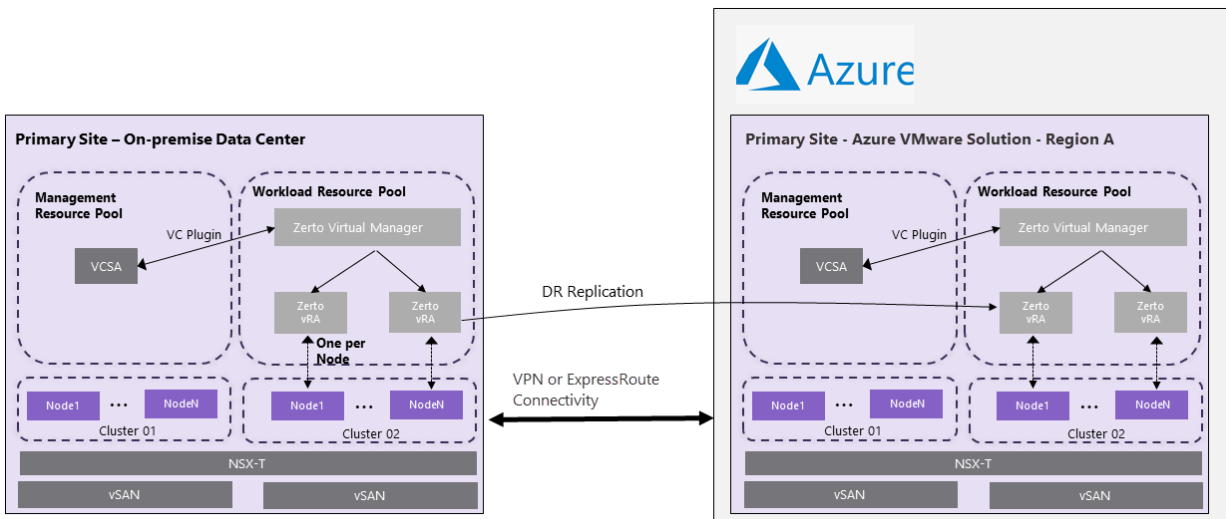 Azure
Primary Site – On-premise Data Center
Management
Resource Pool
Workload Resource Pool
Zerto Virtual Manager
VC Plugin
VCSA
Zerto
vRA
Zerto
vRA
One per
Node
Node1
...
NodeN
Cluster 01
Node1
...
NodeN
Cluster 02
NSX-T
vSAN
vSAN
DR Replication
VPN or ExpressRoute
Connectivity
Primary Site - Azure VMware Solution - Region A
Management
Resource Pool
Workload Resource Pool
Zerto Virtual Manager
VC Plugin
VCSA
Zerto
vRA
Zerto
vRA
Node1
...
NodeN
Cluster 01
Node1
...
NodeN
Cluster 02
NSX-T
vSAN
vSAN